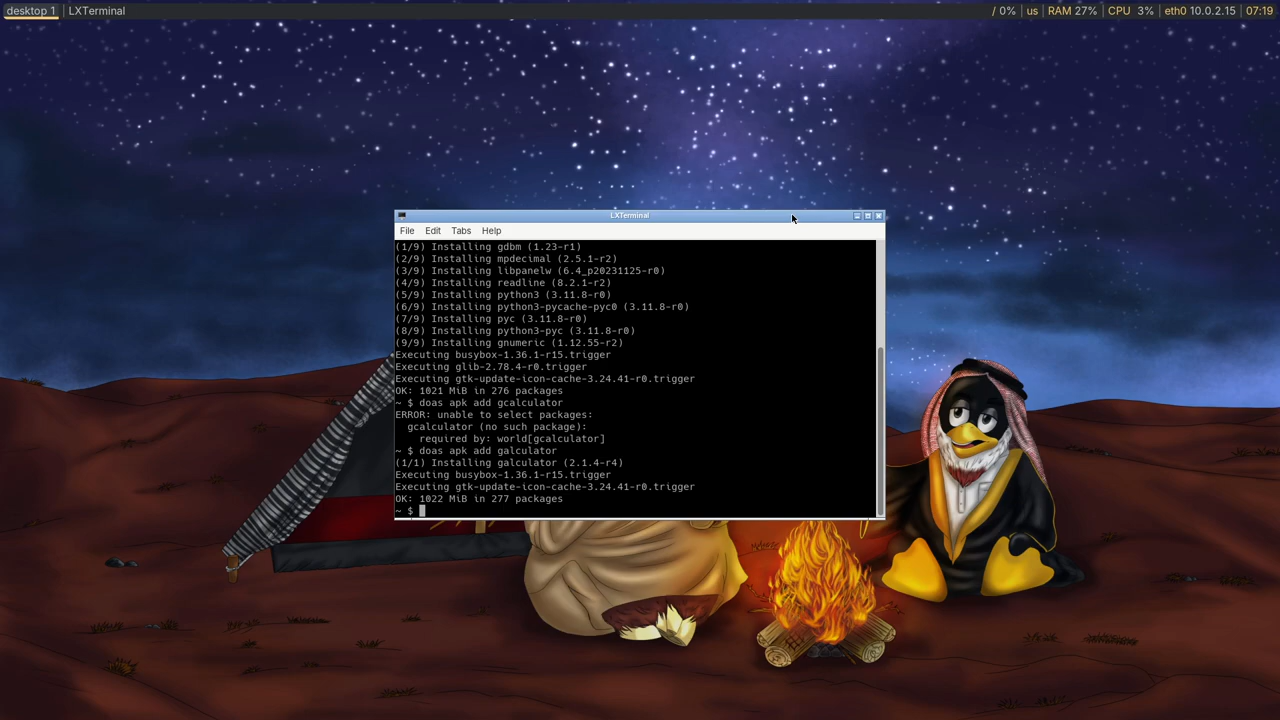 desktop 1 | LXTerminal
/ 0% | us | RAM 27% | CPU 3% | eth0 10.0.2.15 | 07:19
LXTerminal
File Edit Tabs Help
(1/9) Installing gdbm (1.23-r1)
(2/9) Installing mpdecimal (2.5.1-r2)
(3/9) Installing libpanelw (6.4_p20231125-r0)
(4/9) Installing readline (8.2.1-r2)
(5/9) Installing python3 (3.11.8-r0)
(6/9) Installing python3-pycache-pyc0 (3.11.8-r0)
(7/9) Installing pyc (3.11.8-r0)
(8/9) Installing python3-pyc (3.11.8-r0)
(9/9) Installing gnumeric (1.12.55-r2)
Executing busybox-1.36.1-r15.trigger
Executing glib-2.78.4-r0.trigger
Executing gtk-update-icon-cache-3.24.41-r0.trigger
OK: 1021 MiB in 276 packages
~ $ doas apk add gcalculator
ERROR: unable to select packages:
  gcalculator (no such package):
    required by: world[gcalculator]
~ $ doas apk add galculator
(1/1) Installing galculator (2.1.4-r4)
Executing busybox-1.36.1-r15.trigger
Executing gtk-update-icon-cache-3.24.41-r0.trigger
OK: 1022 MiB in 277 packages
~ $